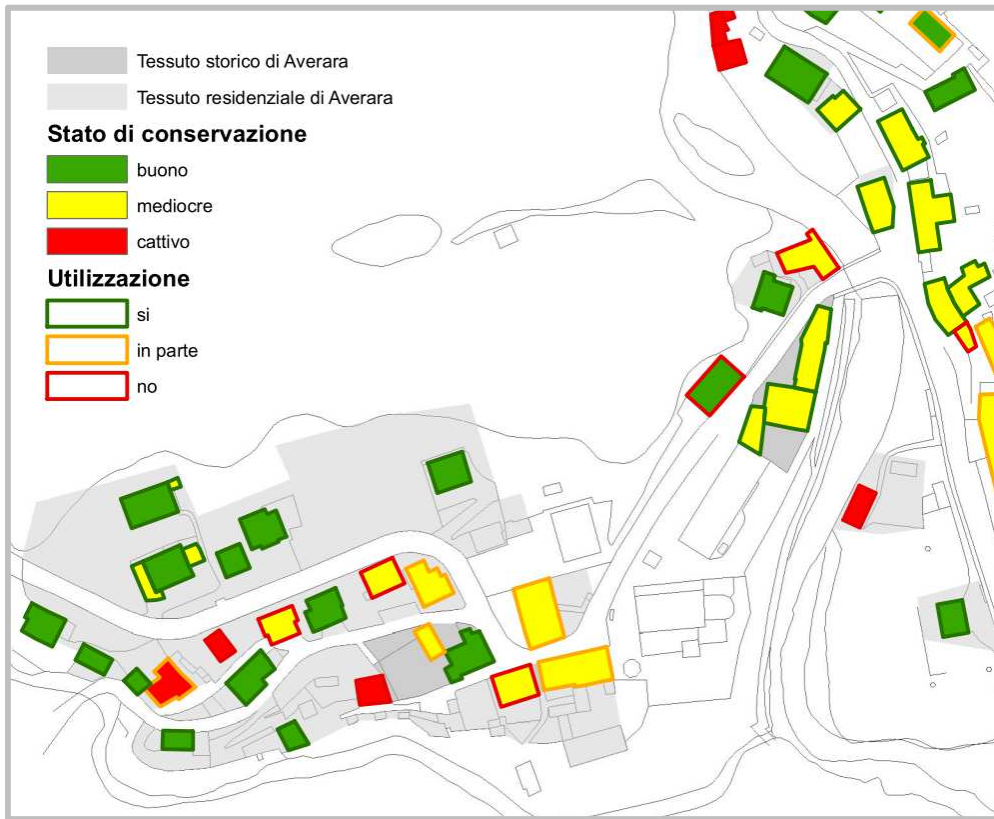 Tessuto storico di Averara
Tessuto residenziale di Averara
Stato di conservazione
buono
mediocre
cattivo
Utilizzazione
si
in parte
no